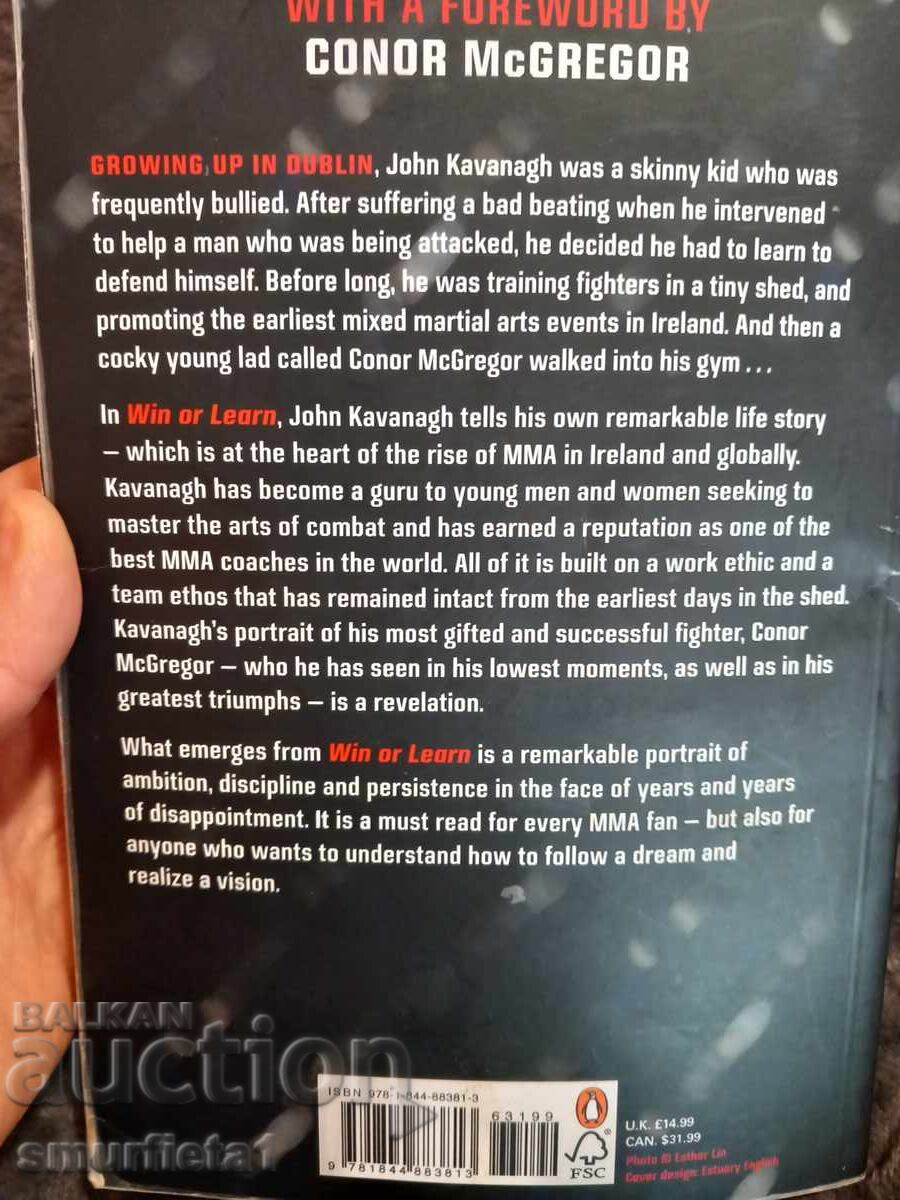 WITH A FOREWORD BY
CONOR McGREGOR
GROWING UP IN DUBLIN, John Kavanagh was a skinny kid who was
frequently bullied. After suffering a bad beating when he intervened
to help a man who was being attacked, he decided he had to learn to
defend himself. Before long, he was training fighters in a tiny shed, and
promoting the earliest mixed martial arts events in Ireland. And then a
cocky young lad called Conor McGregor walked into his gym ...
In Win or Learn, John Kavanagh tells his own remarkable life story
– which is at the heart of the rise of MMA in Ireland and globally.
Kavanagh has become a guru to young men and women seeking to
master the arts of combat and has earned a reputation as one of the
best MMA coaches in the world. All of it is built on a work ethic and a
team ethos that has remained intact from the earliest days in the shed.
Kavanagh's portrait of his most gifted and successful fighter, Conor
McGregor – who he has seen in his lowest moments, as well as in his
greatest triumphs – is a revelation.
What emerges from Win or Learn is a remarkable portrait of
ambition, discipline and persistence in the face of years and years
of disappointment. It is a must read for every MMA fan – but also for
anyone who wants to understand how to follow a dream and
realize a vision.
BALKAN
auction
smurfieta1
ISBN 978-1-844-88381-3
63199
9 781844 883813
FSC
U.K. £14.99
CAN. $31.99
Photo © Esther Lin
Cover design: Estuary English